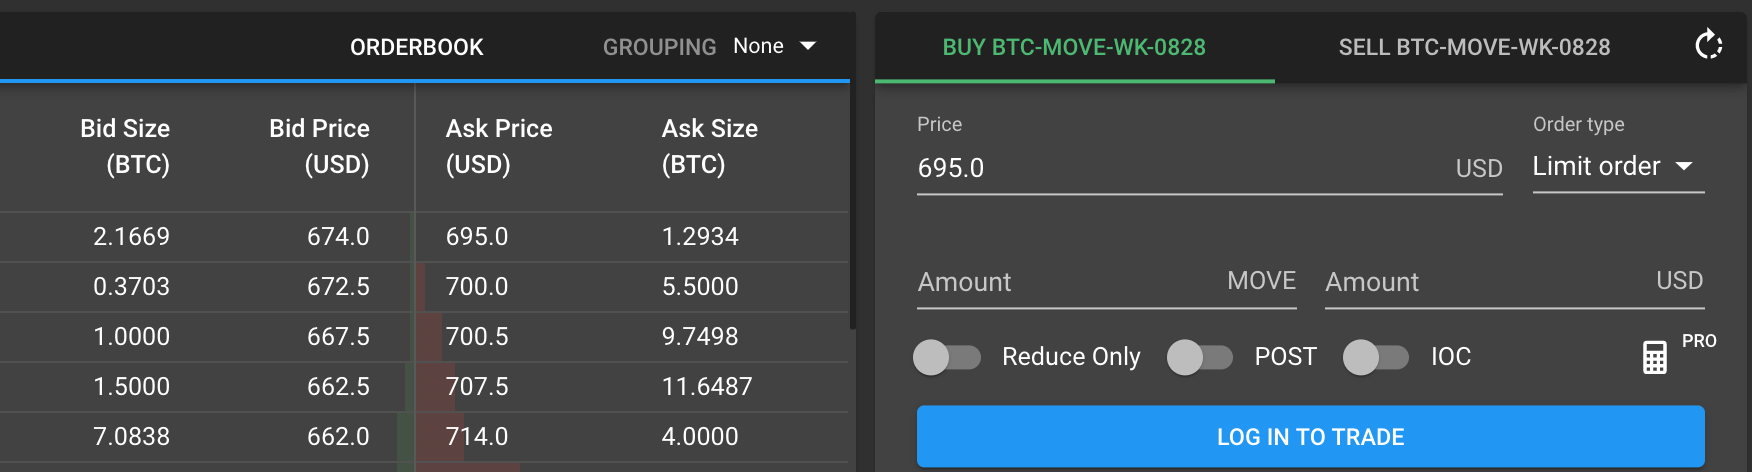 ORDERBOOK GROUPING None
Bid Size (BTC) Bid Price (USD) Ask Price (USD) Ask Size (BTC)
2.1669 674.0 695.0 1.2934
0.3703 672.5 700.0 5.5000
1.0000 667.5 700.5 9.7498
1.5000 662.5 707.5 11.6487
7.0838 662.0 714.0 4.0000
BUY BTC-MOVE-WK-0828 SELL BTC-MOVE-WK-0828
Price Order type
695.0 USD Limit order
Amount MOVE Amount USD
Reduce Only POST IOC PRO
LOG IN TO TRADE